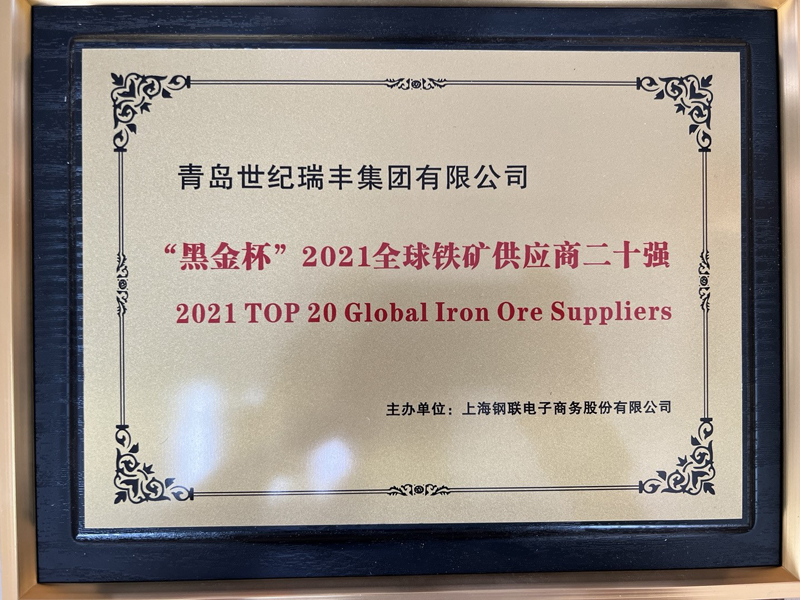 青岛世纪瑞丰集团有限公司
“黑金杯”2021全球铁矿供应商二十强
2021 TOP 20 Global Iron Ore Suppliers
主办单位：上海钢联电子商务股份有限公司